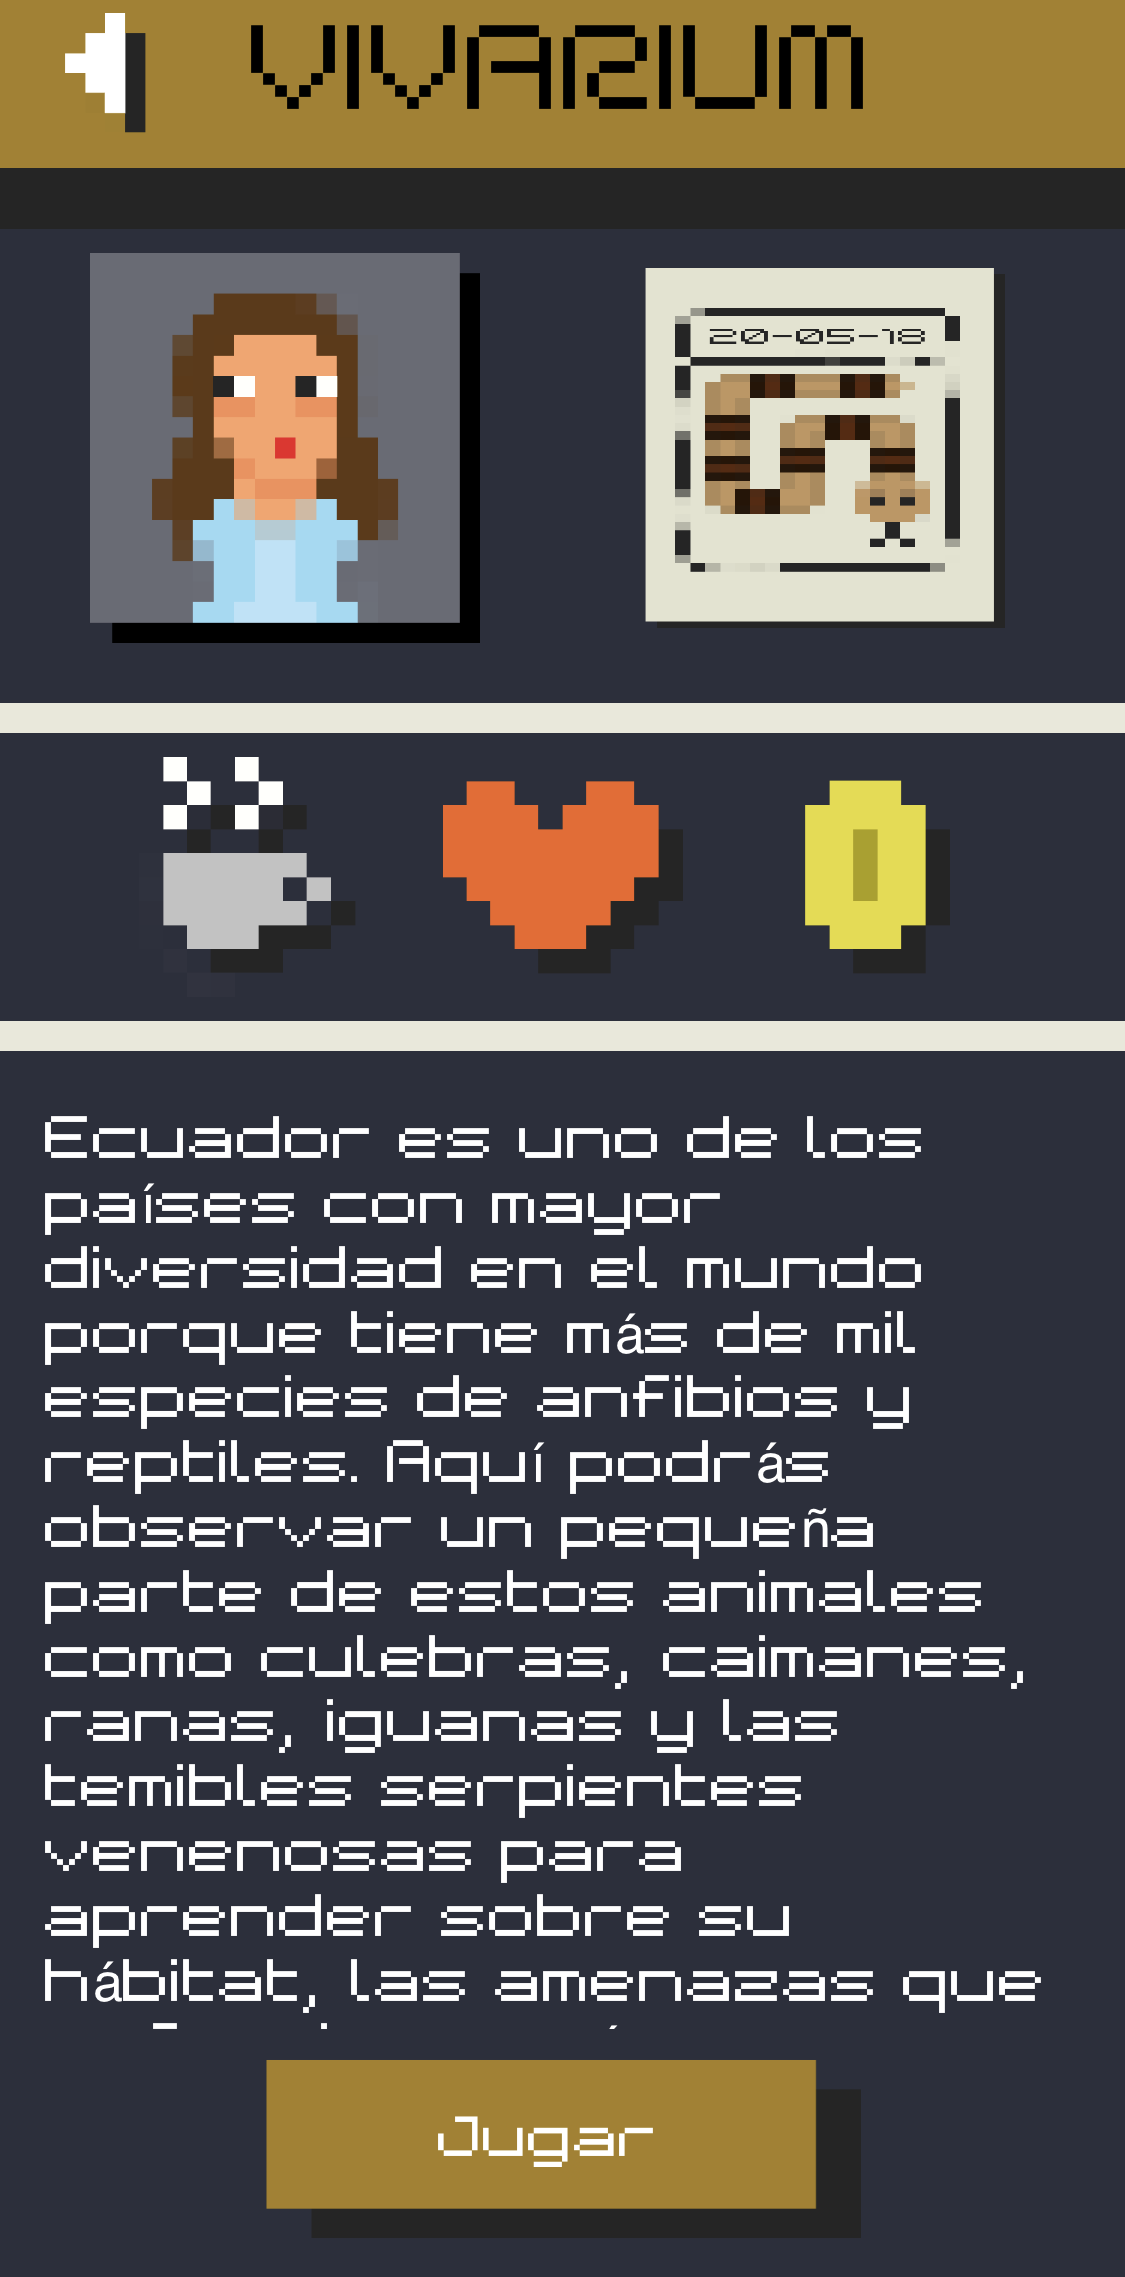 VIVARIUM
20-05-18
Ecuador es uno de los
países con mayor
diversidad en el mundo
porque tiene más de mil
especies de anfibios y
reptiles. Aquí podrás
observar un pequeña
parte de estos animales
como culebras, caimanes,
ranas, iguanas y las
temibles serpientes
venenosas para
aprender sobre su
hábitat, las amenazas que
Jugar